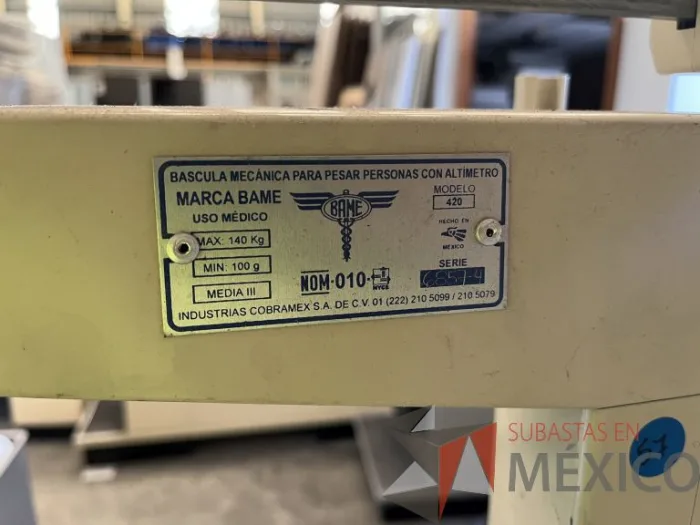 BASCULA MECÁNICA PARA PESAR PERSONAS CON ALTÍMETRO
MARCA BAME
USO MÉDICO
MAX: 140 Kg
MIN: 100 g
MEDIA III
BAME
NOM-010-
NYCE
MODELO
420
HECHO EN
MÉXICO
SERIE
INDUSTRIAS COBRAMEX S.A. DE C.V. 01 (222) 210 5099 / 210 5079
SUBASTAS EN
MÉXICO